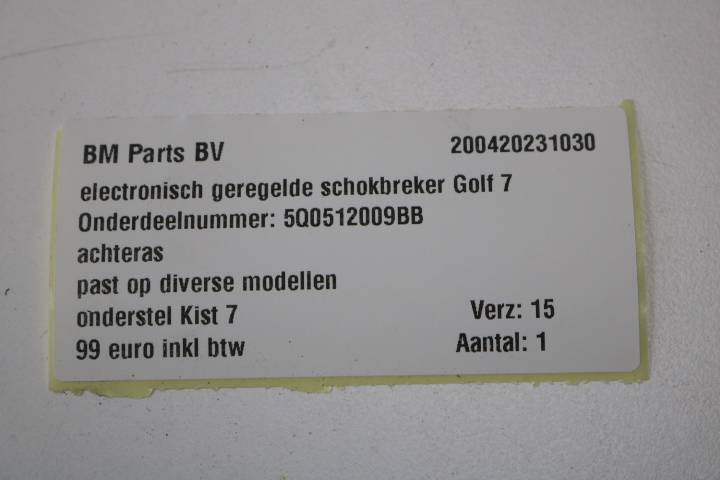 BM Parts BV 200420231030
electronisch geregelde schokbreker Golf 7
Onderdeelnummer: 5Q0512009BB
achteras
past op diverse modellen
onderstel Kist 7 Verz: 15
99 euro inkl btw Aantal: 1